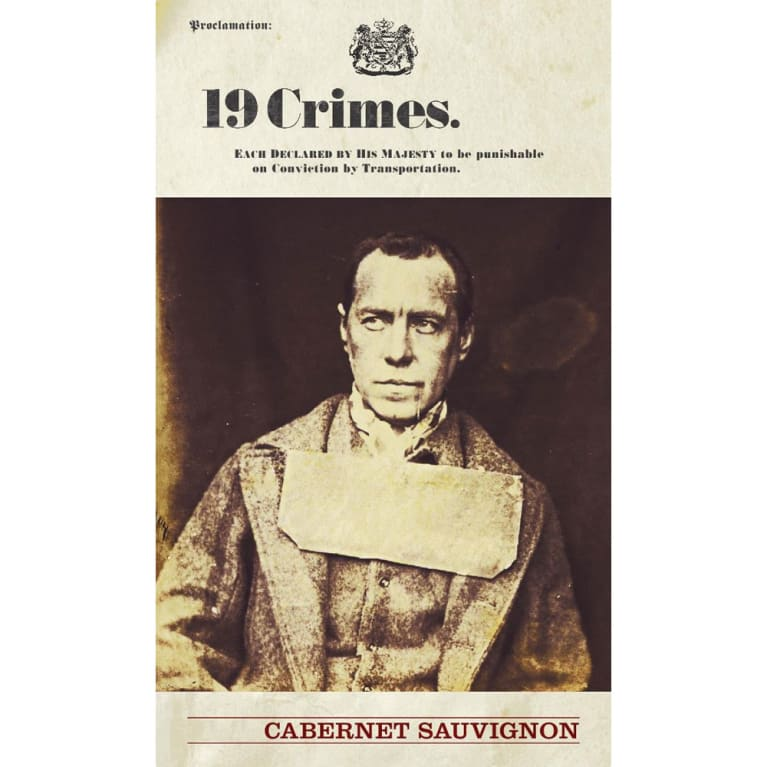 Proclamation:
19 Crimes.
Each Declared by His Majesty to be punishable
on Conviction by Transportation.
CABERNET SAUVIGNON